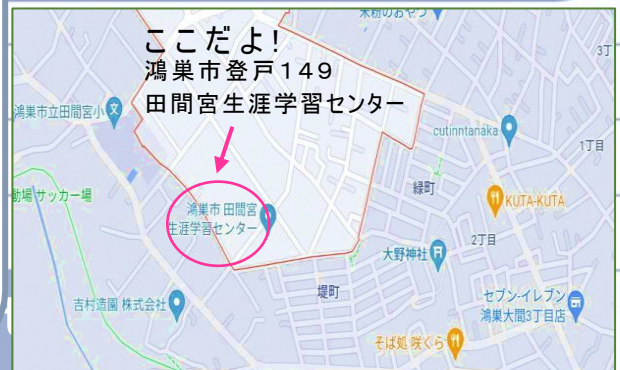 米粉のおやつ
ここだよ!
鴻巣市登戸149
田間宮生涯学習センター
3丁
鴻巣市立田間宮小
文
cutinntanaka
1丁目
緑町
動場 サッカー場
KUTA-KUTA
鴻巣市 田間宮
生涯学習センター
2丁目
大野神社
堤町
セブン-イレブン
鴻巣大間3丁目店
吉村造園 株式会社
そば処 咲くら